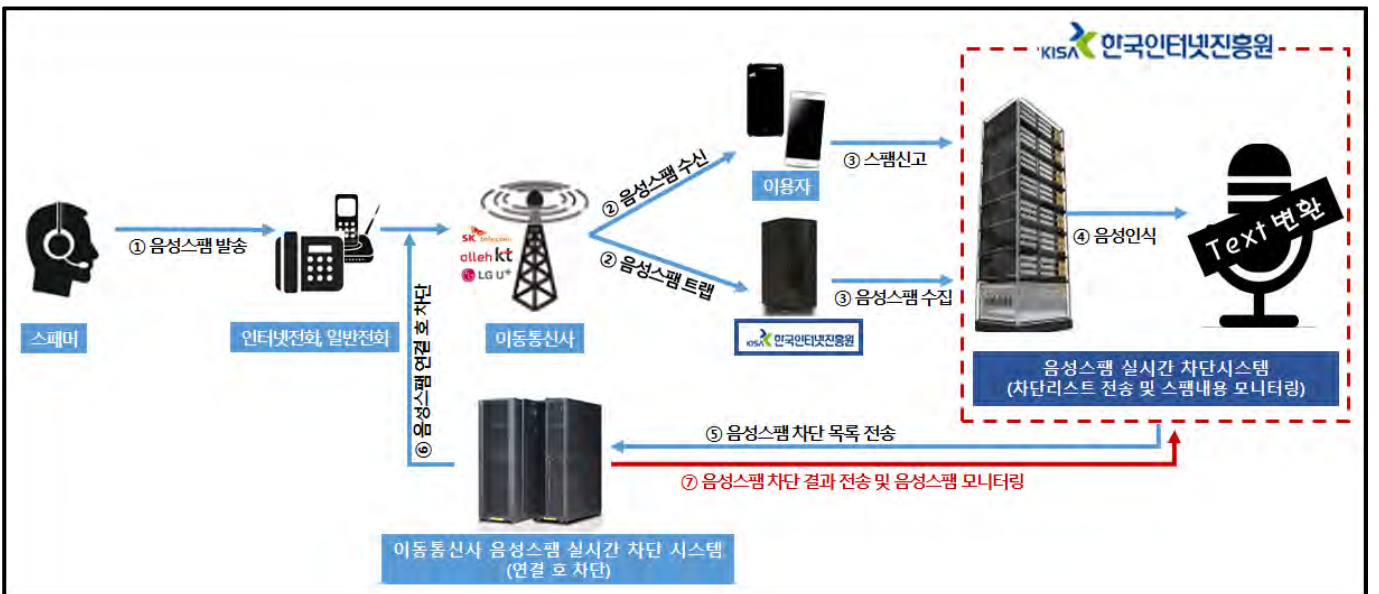 KISA 한국인터넷진흥원
② 음성스팸 수신
③ 스팸신고
이용자
① 음성스팸 발송
SK telecom
olleh kt
LG U+
② 음성스팸 트랩
③ 음성스팸 수집
④ 음성인식
Text 변환
스패머
인터넷전화, 일반전화
이동통신사
KISA 한국인터넷진흥원
음성스팸 실시간 차단시스템
(차단리스트 전송 및 스팸내용 모니터링)
⑥ 음성스팸 연결 호 차단
⑤ 음성스팸 차단 목록 전송
⑦ 음성스팸 차단 결과 전송 및 음성스팸 모니터링
이동통신사 음성스팸 실시간 차단 시스템
(연결 호 차단)